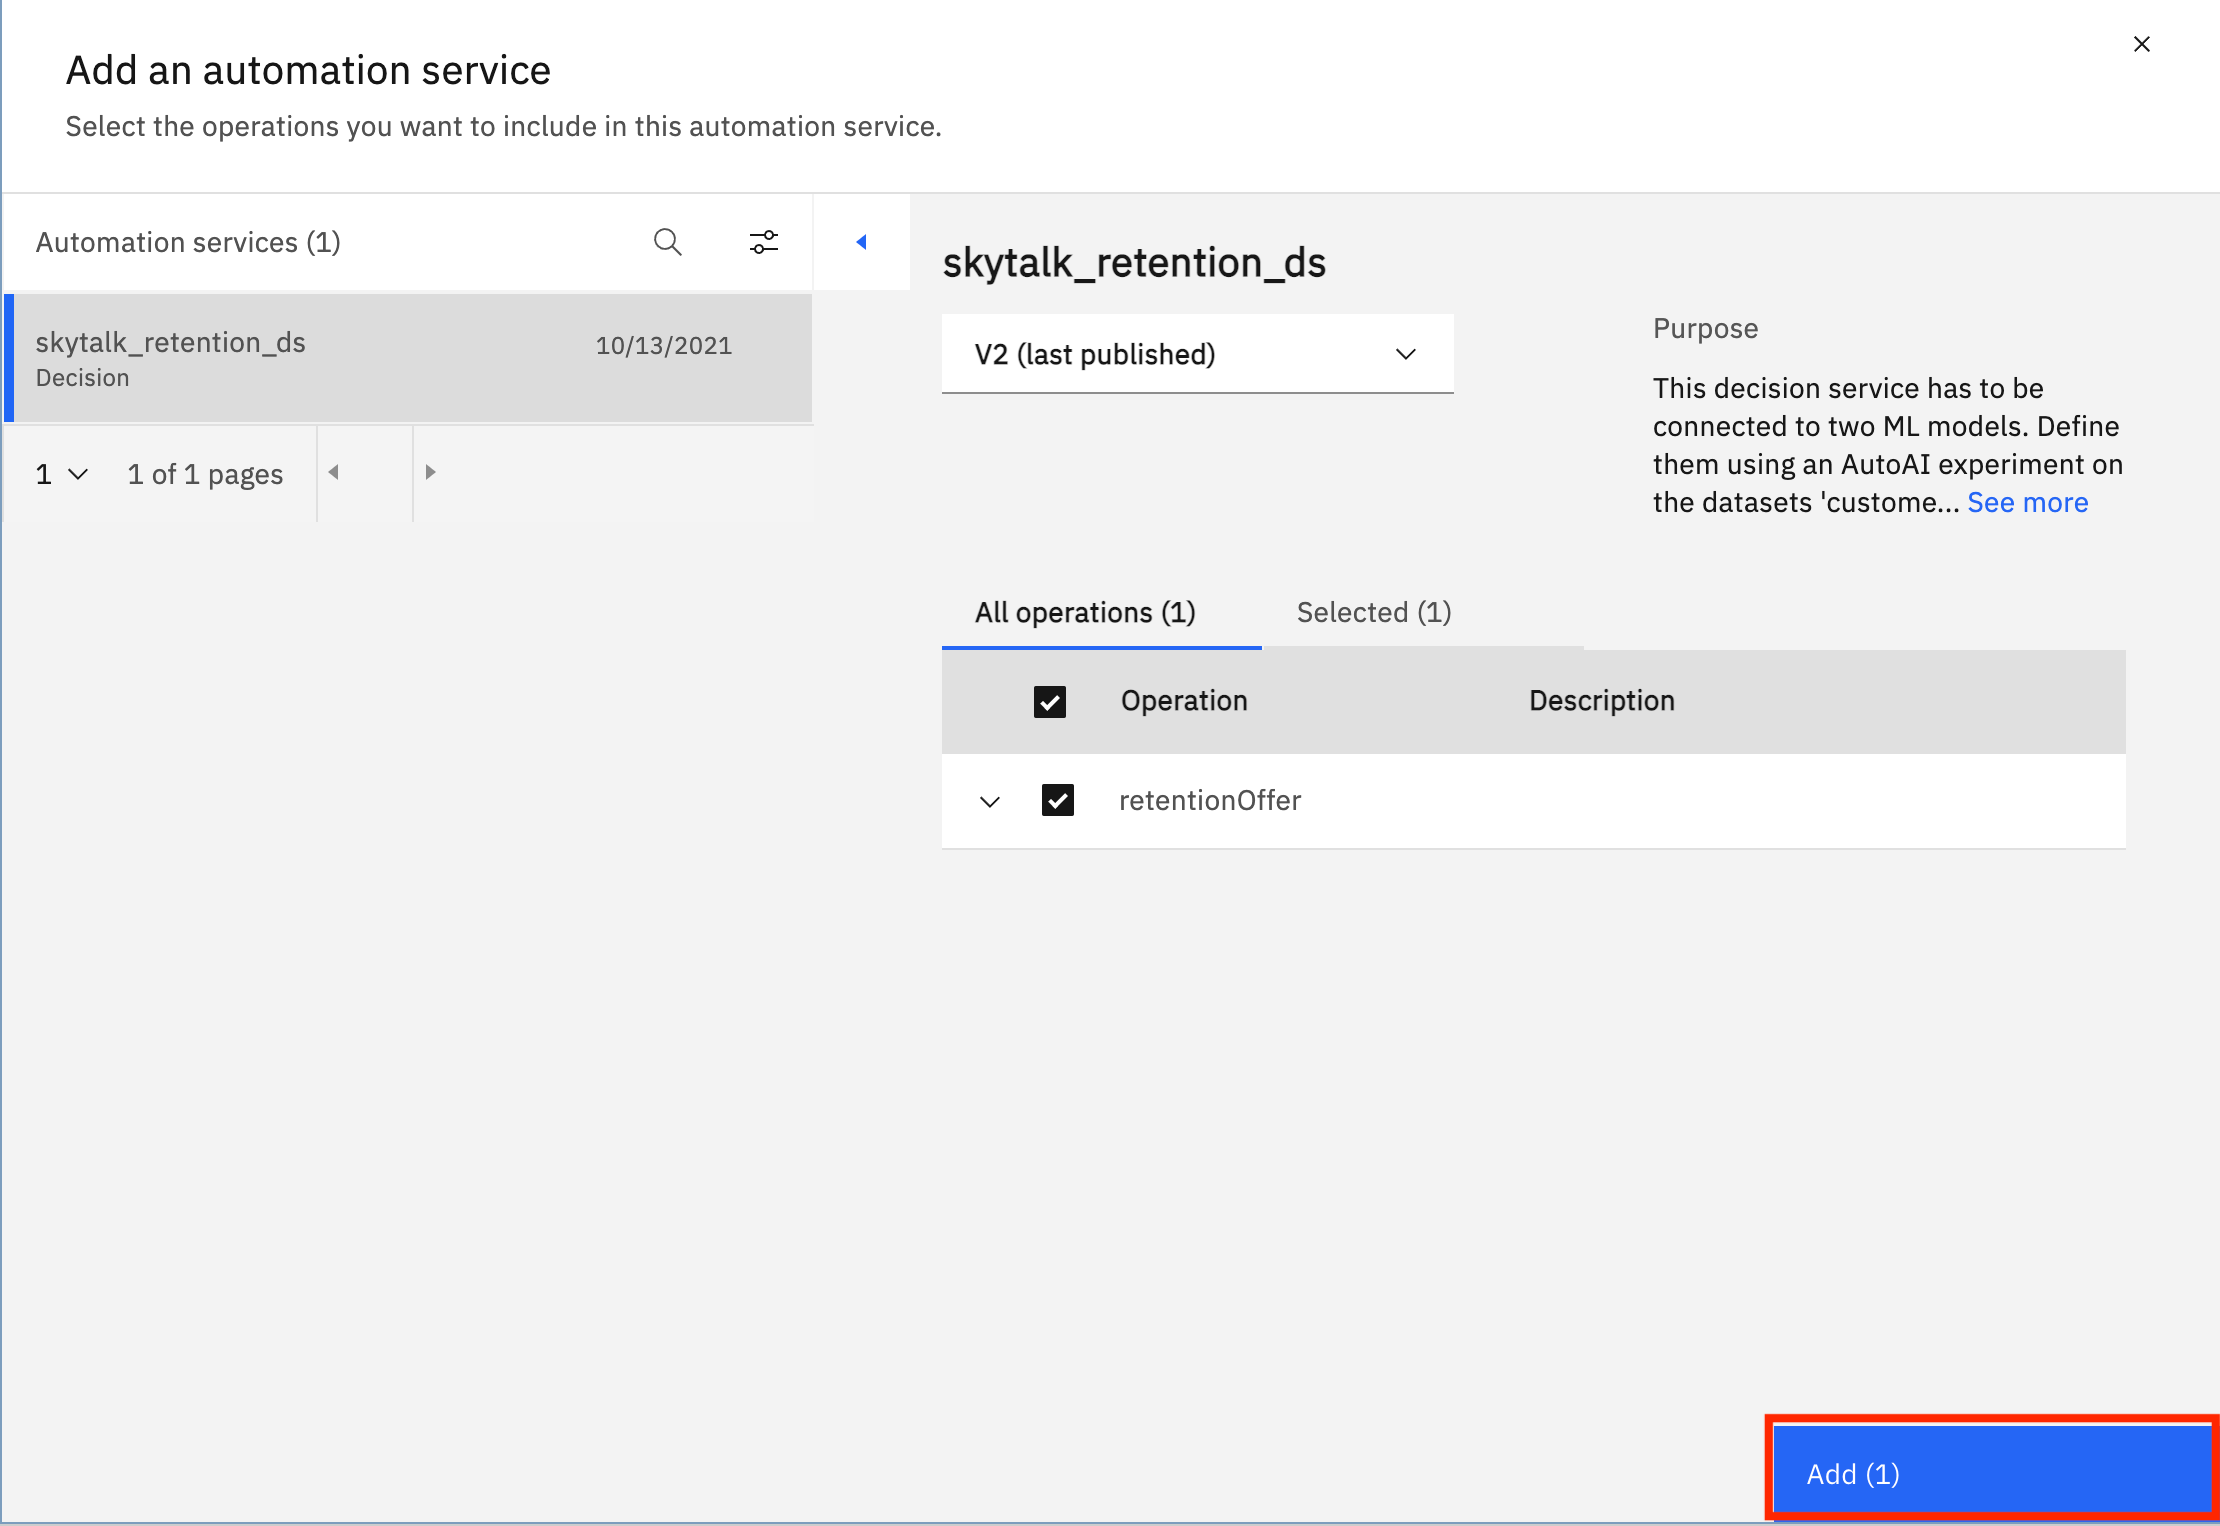 Add an automation service
Select the operations you want to include in this automation service.
Automation services (1)
skytalk_retention_ds
10/13/2021
Decision
1
1 of 1 pages
skytalk_retention_ds
V2 (last published)
Purpose
This decision service has to be
connected to two ML models. Define
them using an AutoAI experiment on
the datasets 'custome... See more
All operations (1)
Selected (1)
Operation
Description
retentionOffer
Add (1)